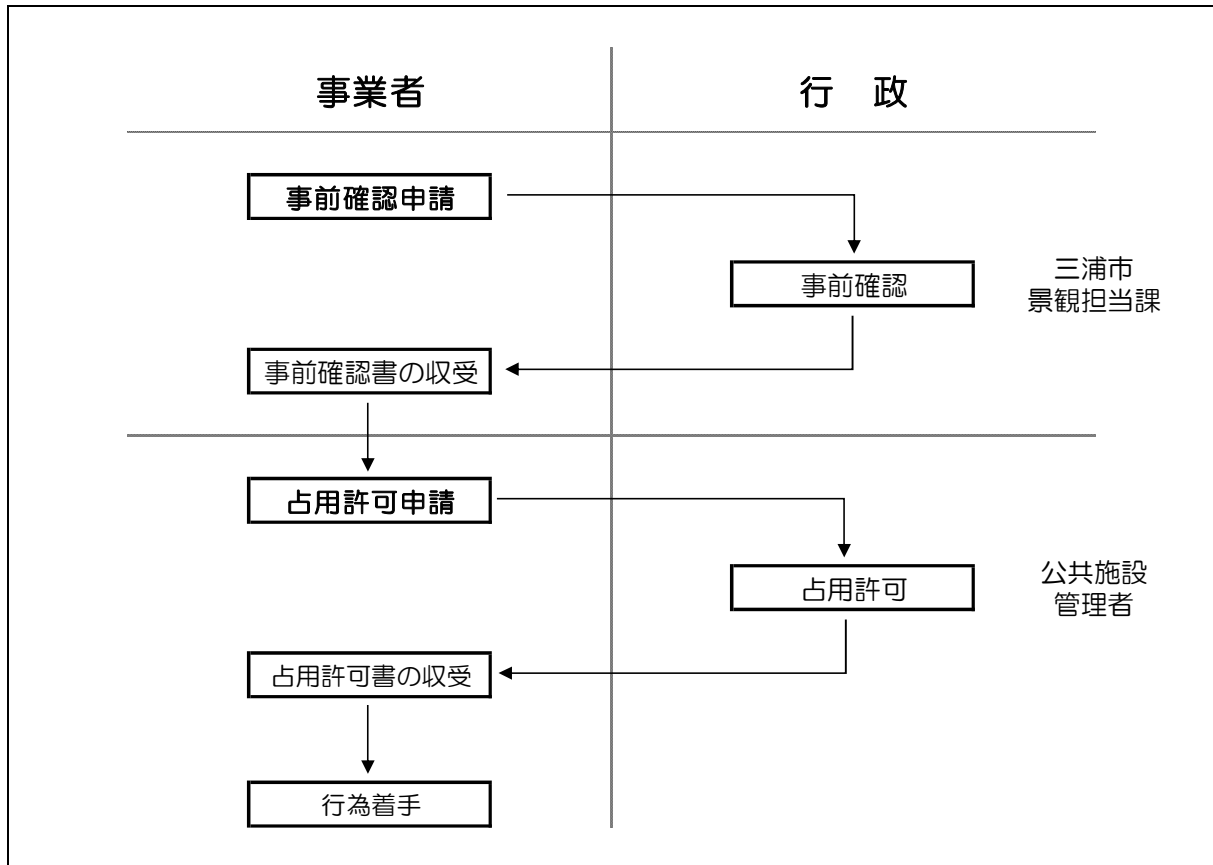 事業者
行　政
事前確認申請
事前確認
三浦市
景観担当課
事前確認書の収受
占用許可申請
占用許可
公共施設
管理者
占用許可書の収受
行為着手